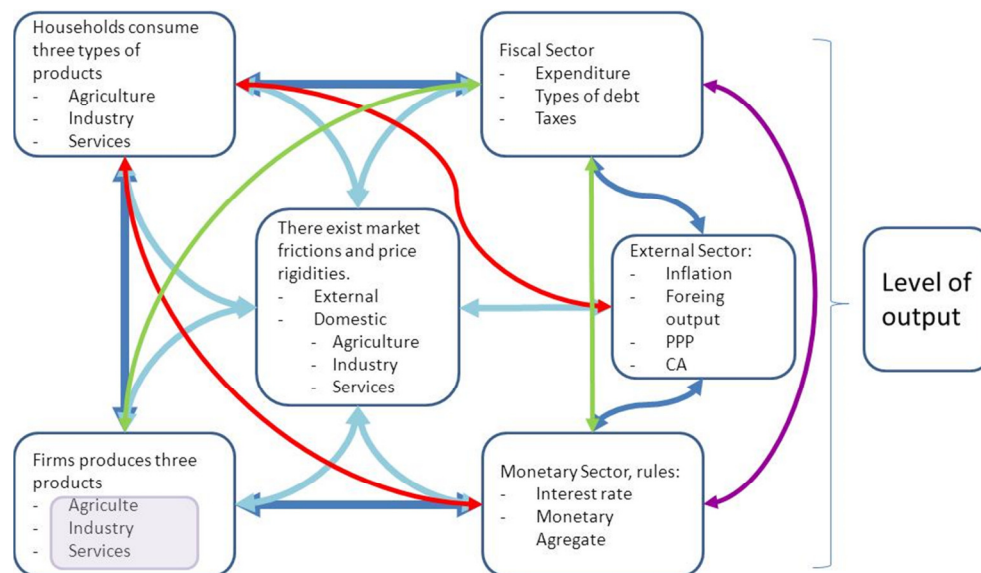 Households consume
three types of
products
- Agriculture
- Industry
- Services
Fiscal Sector
- Expenditure
- Types of debt
- Taxes
There exist market
frictions and price
rigidities.
- External
- Domestic
- Agriculture
- Industry
- Services
External Sector:
- Inflation
- Foreing
output
- PPP
- CA
Level of
output
Firms produces three
products
- Agriculte
- Industry
- Services
Monetary Sector, rules:
- Interest rate
- Monetary
Agregate